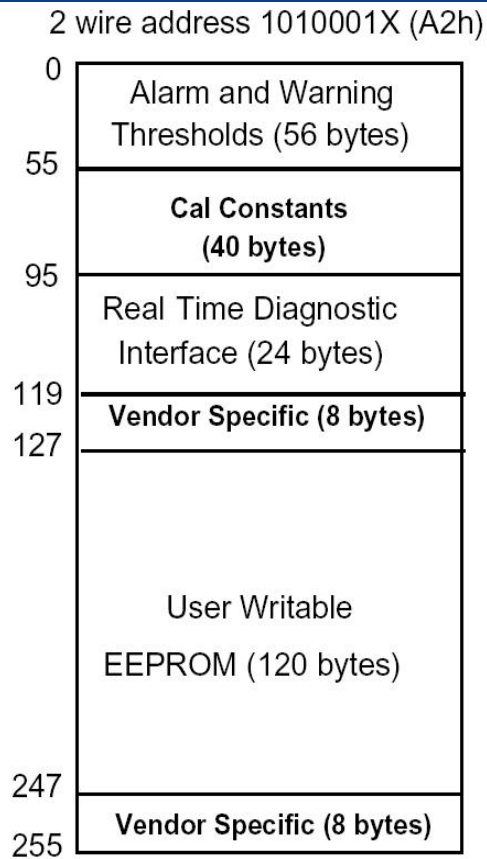 2 wire address 1010001X (A2h)
0
Alarm and Warning
Thresholds (56 bytes)
55
Cal Constants
(40 bytes)
95
Real Time Diagnostic
Interface (24 bytes)
119
Vendor Specific (8 bytes)
127
User Writable
EEPROM (120 bytes)
247
Vendor Specific (8 bytes)
255